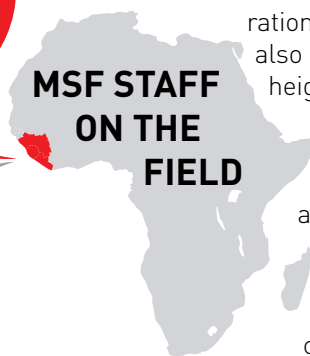 MSF STAFF
ON THE
FIELD
ration
also
heig
a